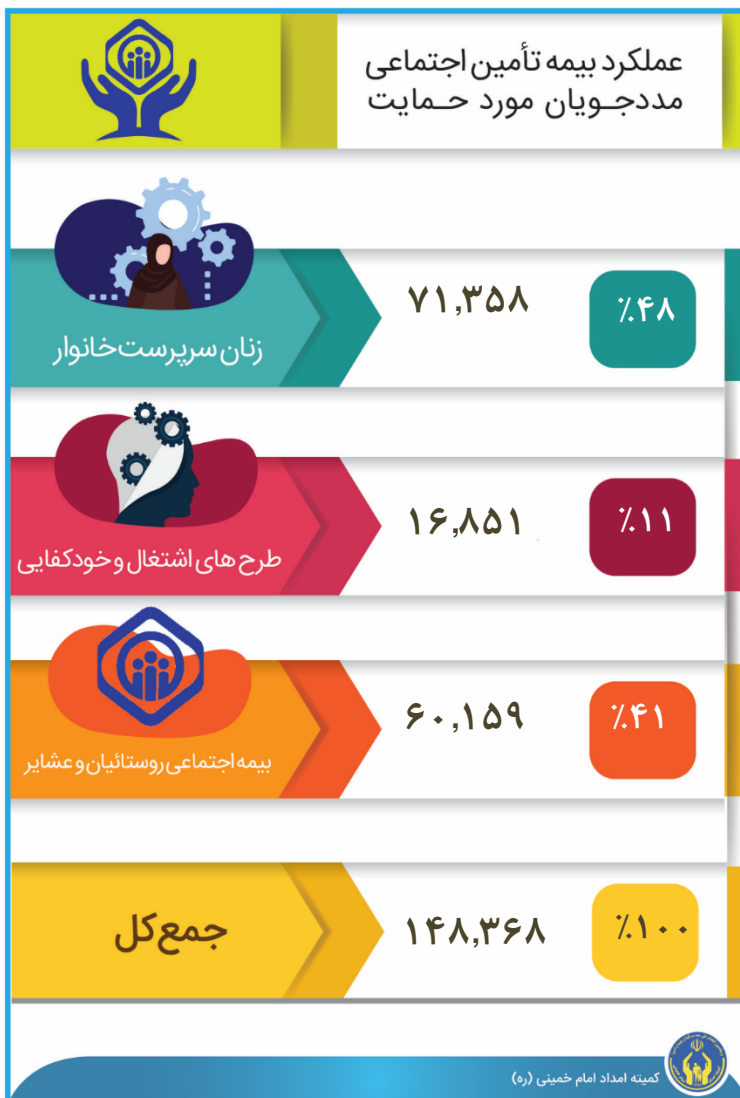 عملکرد بیمه تأمین اجتماعی
مددجـویان مورد حـمایت
زنان سرپرست خانوار
۷۱,۳۵۸
٪۴۸
طرح های اشتغال و خودکفایی
۱۶,۸۵۱
٪۱۱
بیمه اجتماعی روستائیان و عشایر
۶۰,۱۵۹
٪۴۱
جمع کل
۱۴۸,۳۶۸
٪۱۰۰
کمیته امداد امام خمینی (ره)